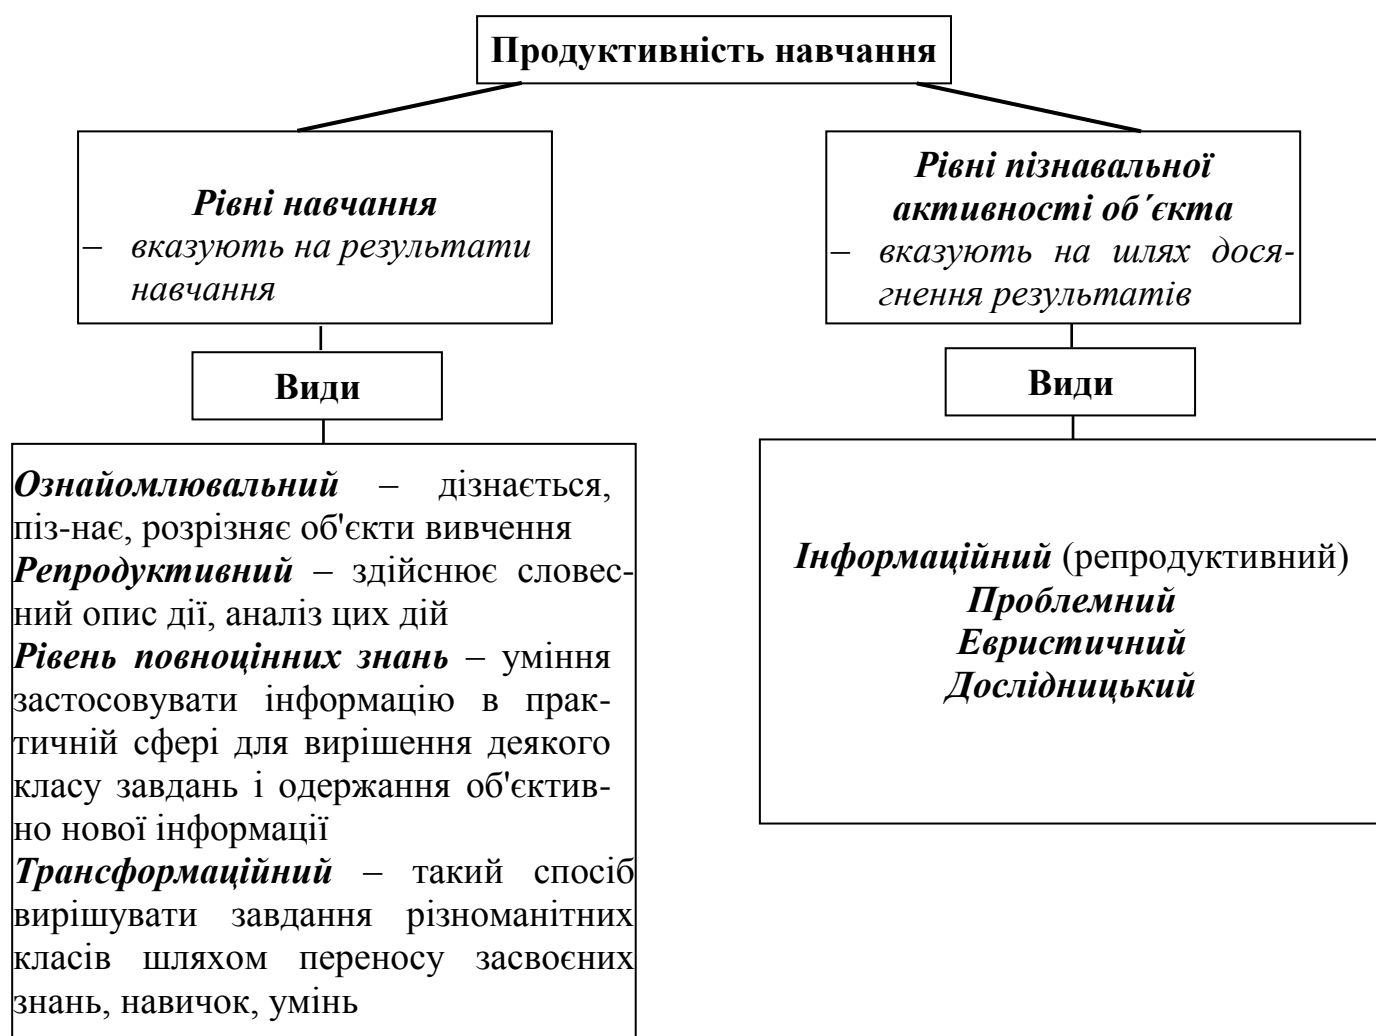 Продуктивність навчання
Рівні навчання
– вказують на результати
навчання
Види
Ознайомлювальний – дізнається,
піз-нає, розрізняє об'єкти вивчення
Репродуктивний – здійснює словес-
ний опис дії, аналіз цих дій
Рівень повноцінних знань – уміння
застосовувати інформацію в прак-
тичній сфері для вирішення деякого
класу завдань і одержання об'єктив-
но нової інформації
Трансформаційний – такий спосіб
вирішувати завдання різноманітних
класів шляхом переносу засвоєних
знань, навичок, умінь
Рівні пізнавальної
активності об´єкта
– вказують на шлях дося-
гнення результатів
Види
Інформаційний (репродуктивний)
Проблемний
Евристичний
Дослідницький